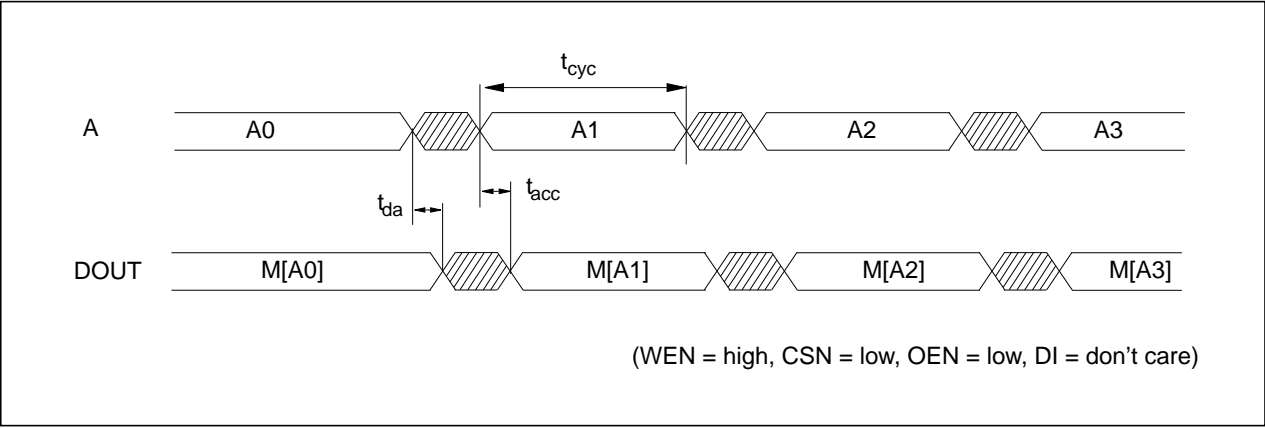 tcyc
A A0 A1 A2 A3
tda tacc
DOUT M[A0] M[A1] M[A2] M[A3]
(WEN = high, CSN = low, OEN = low, DI = don't care)